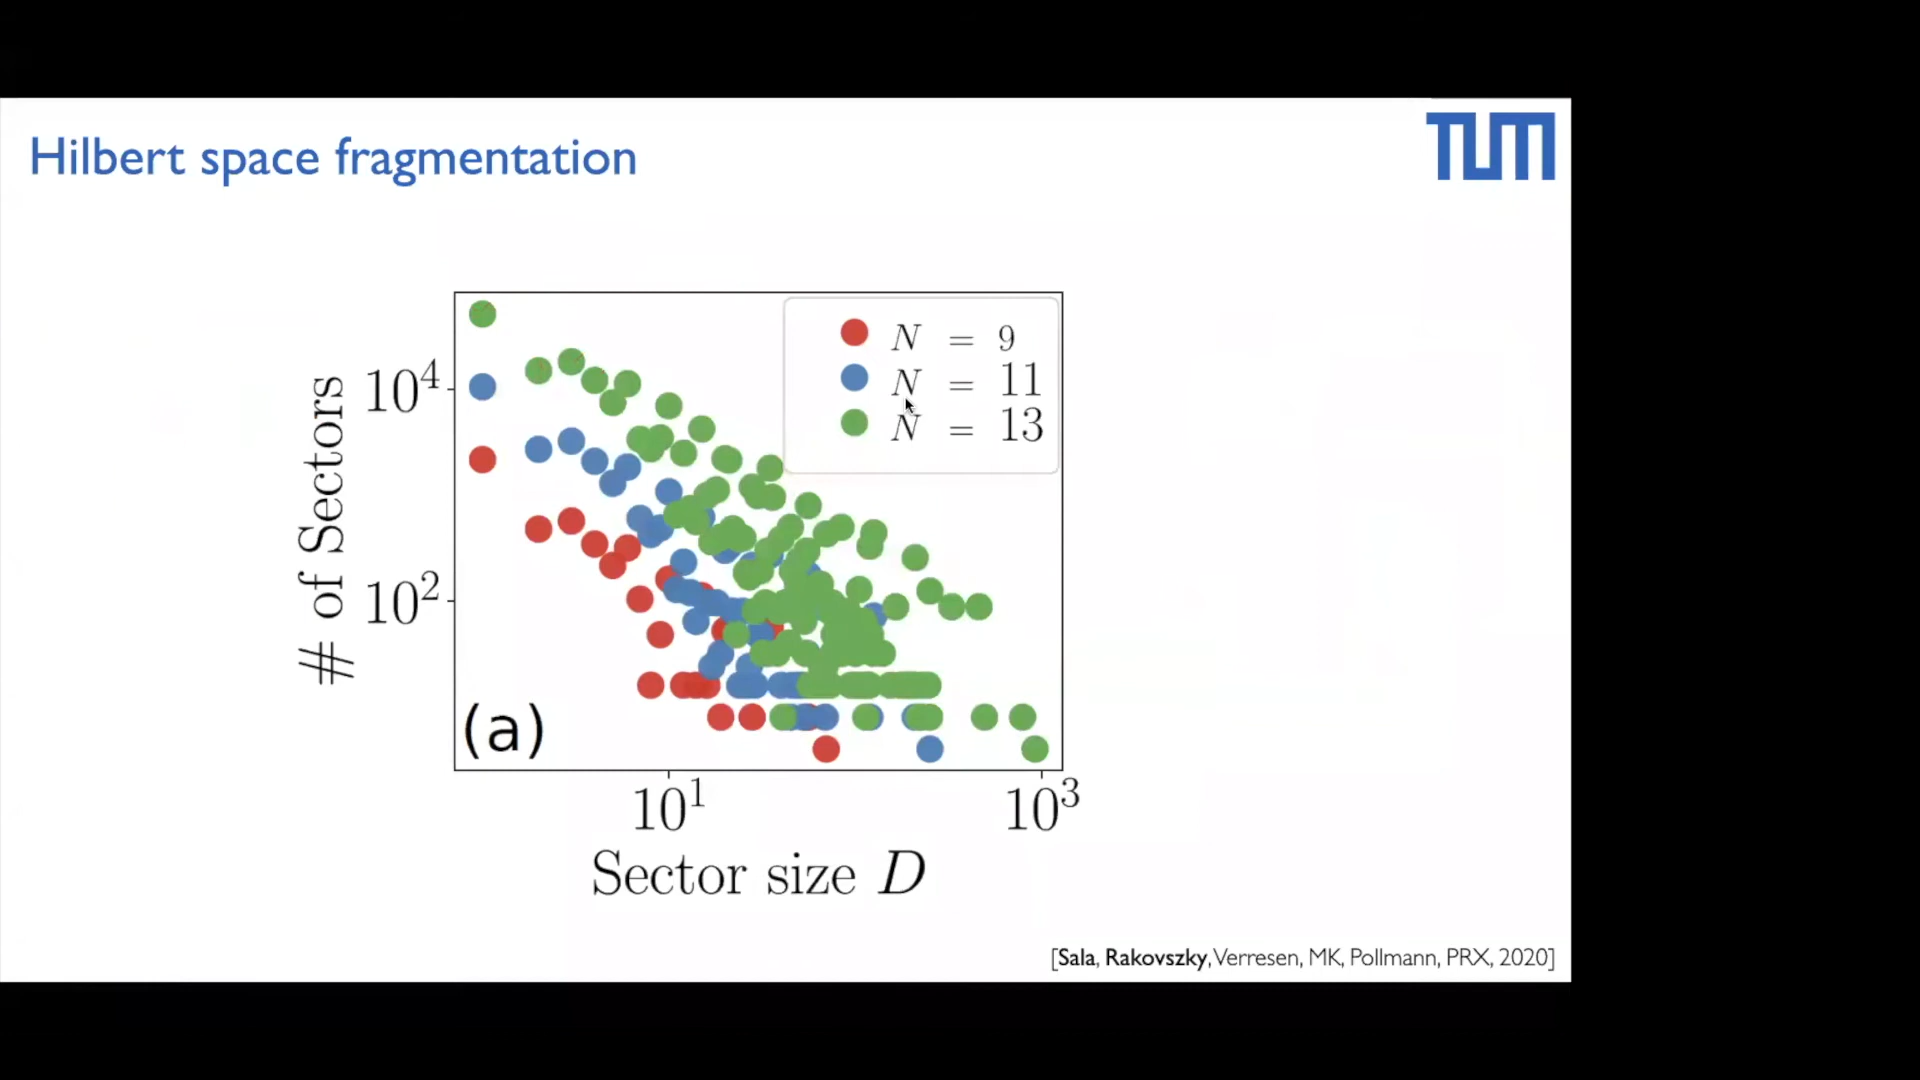 Hilbert space fragmentation
TUM
N = 9
N = 11
N = 13
# of Sectors
10^4
10^2
(a)
10^1
10^3
Sector size D
[Sala, Rakovszky, Verresen, MK, Pollmann, PRX, 2020]